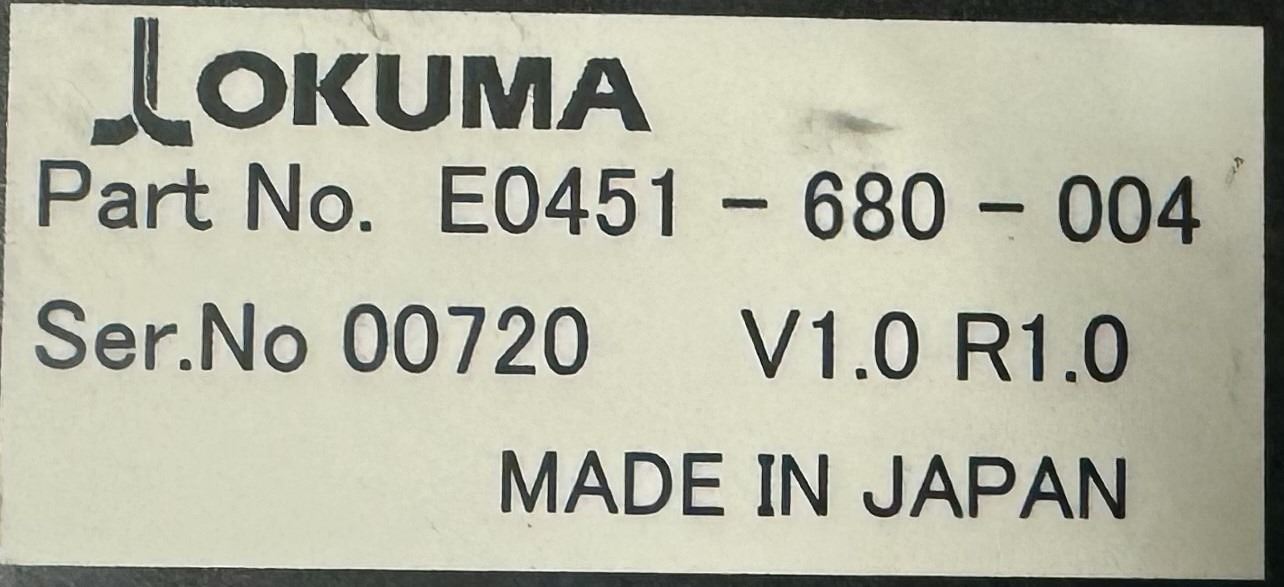 OKUMA
Part No. E0451-680-004
Ser.No 00720 V1.0 R1.0
MADE IN JAPAN